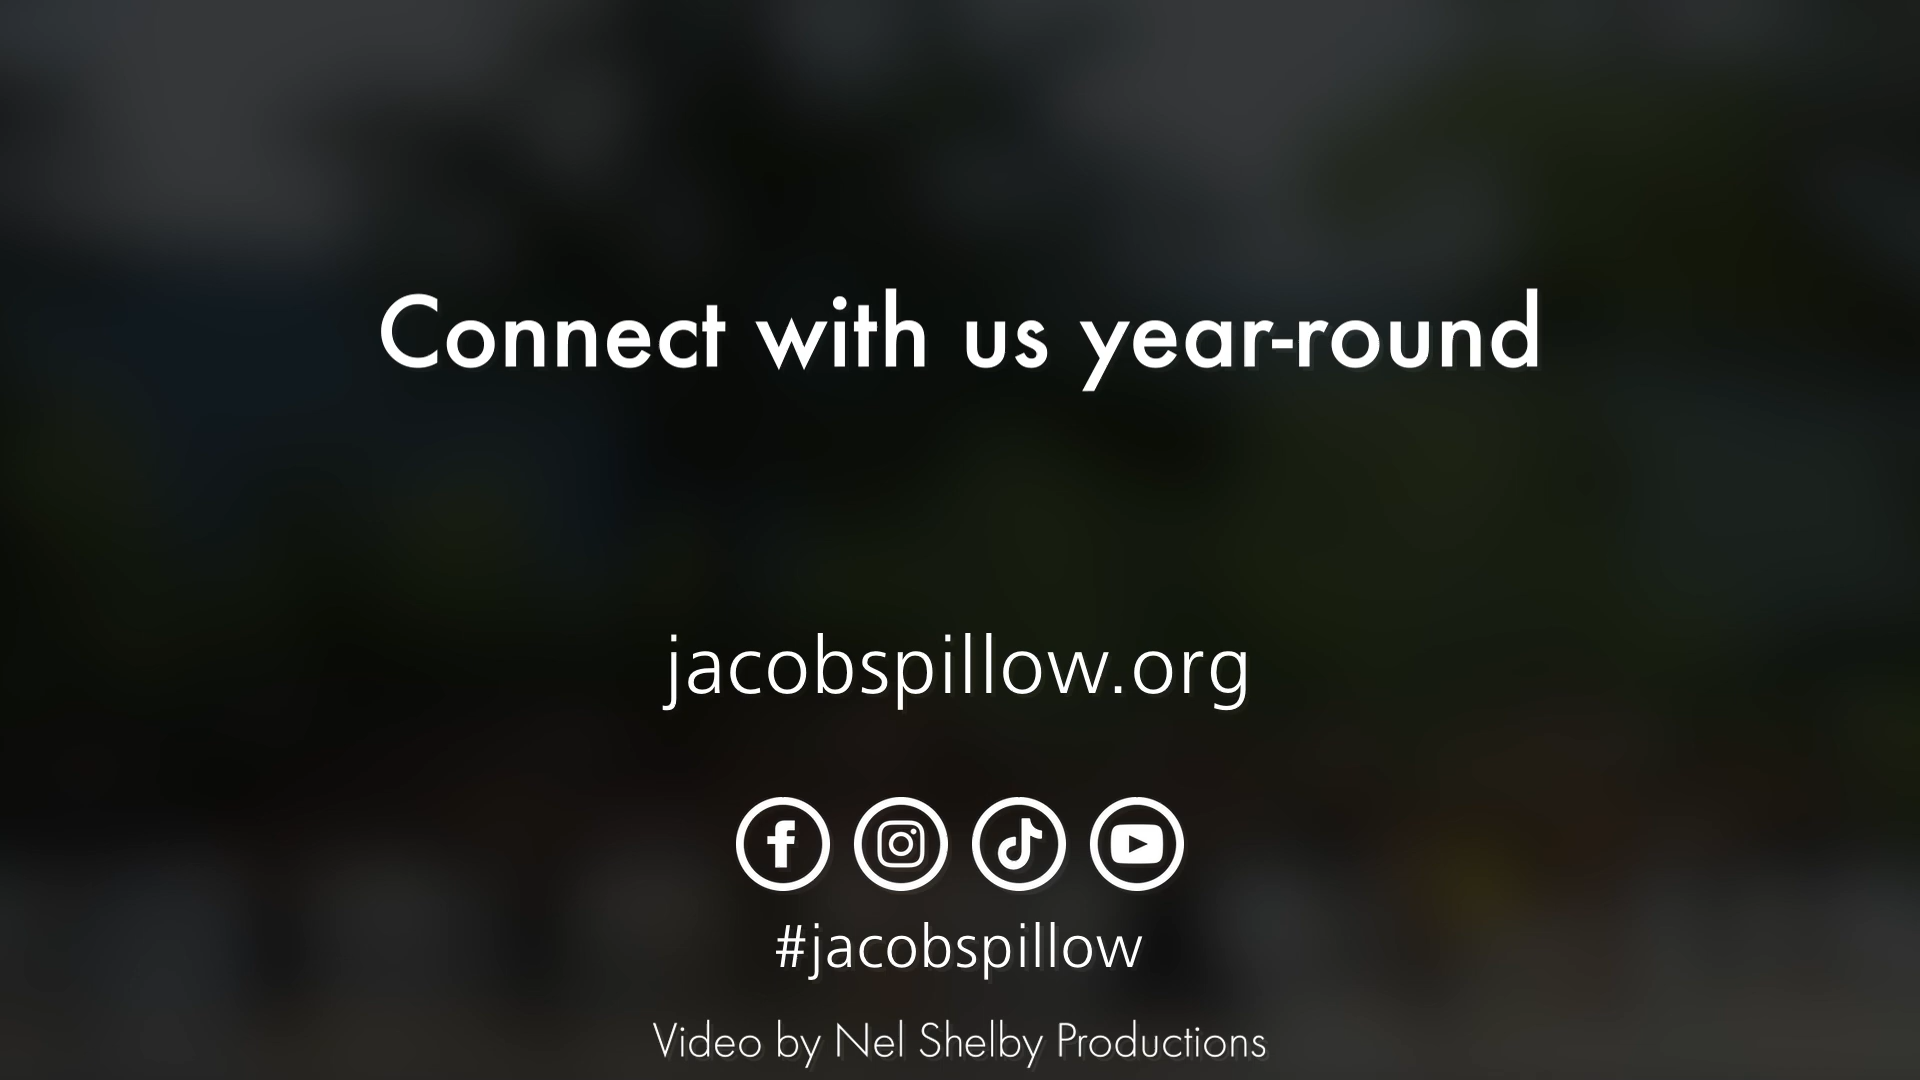 Connect with us year-round
jacobspillow.org
#jacobspillow
Video by Nel Shelby Productions